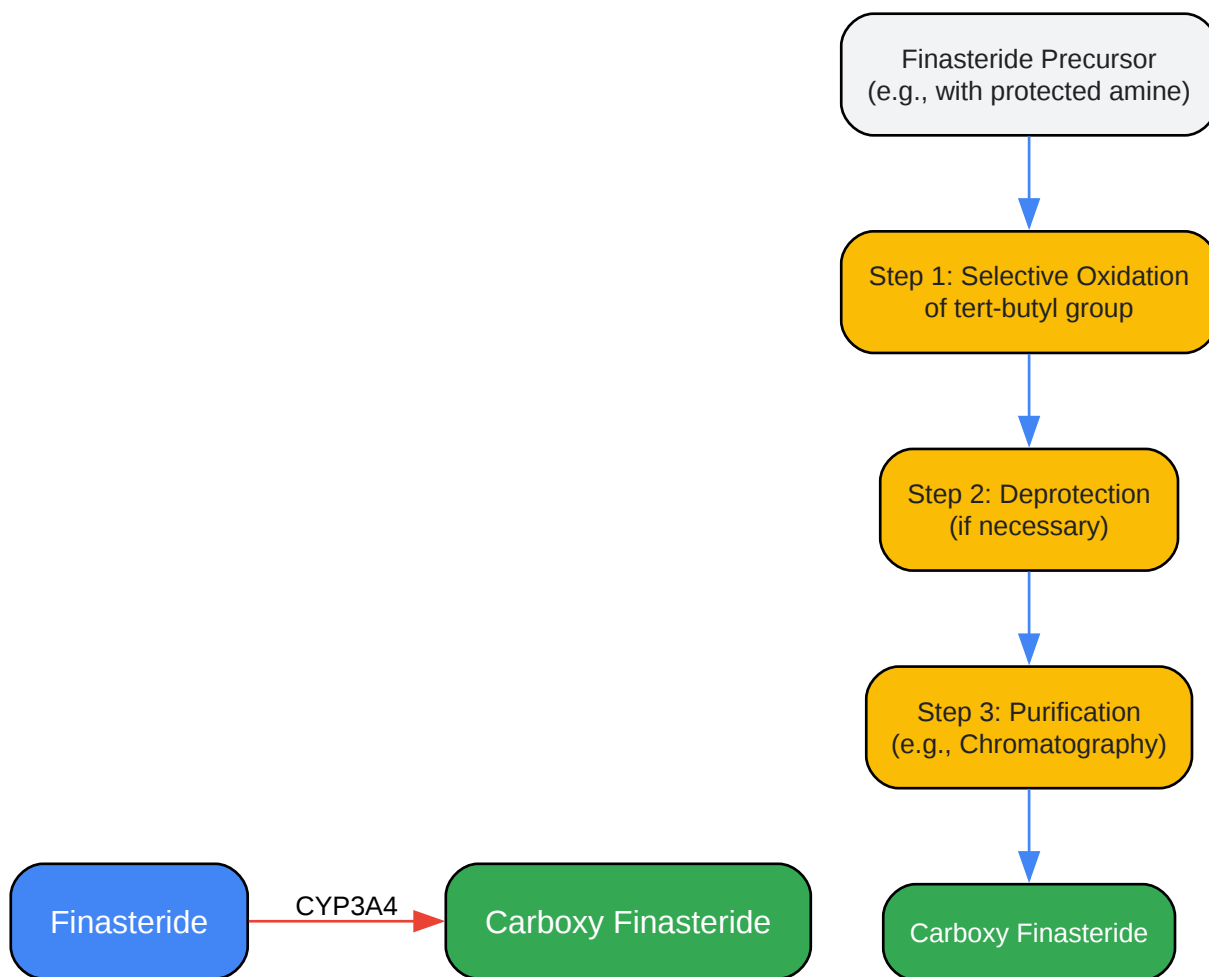 Finasteride Precursor
(e.g., with protected amine)
Step 1: Selective Oxidation
of tert-butyl group
Step 2: Deprotection
(if necessary)
Step 3: Purification
(e.g., Chromatography)
Finasteride
CYP3A4
Carboxy Finasteride
Carboxy Finasteride